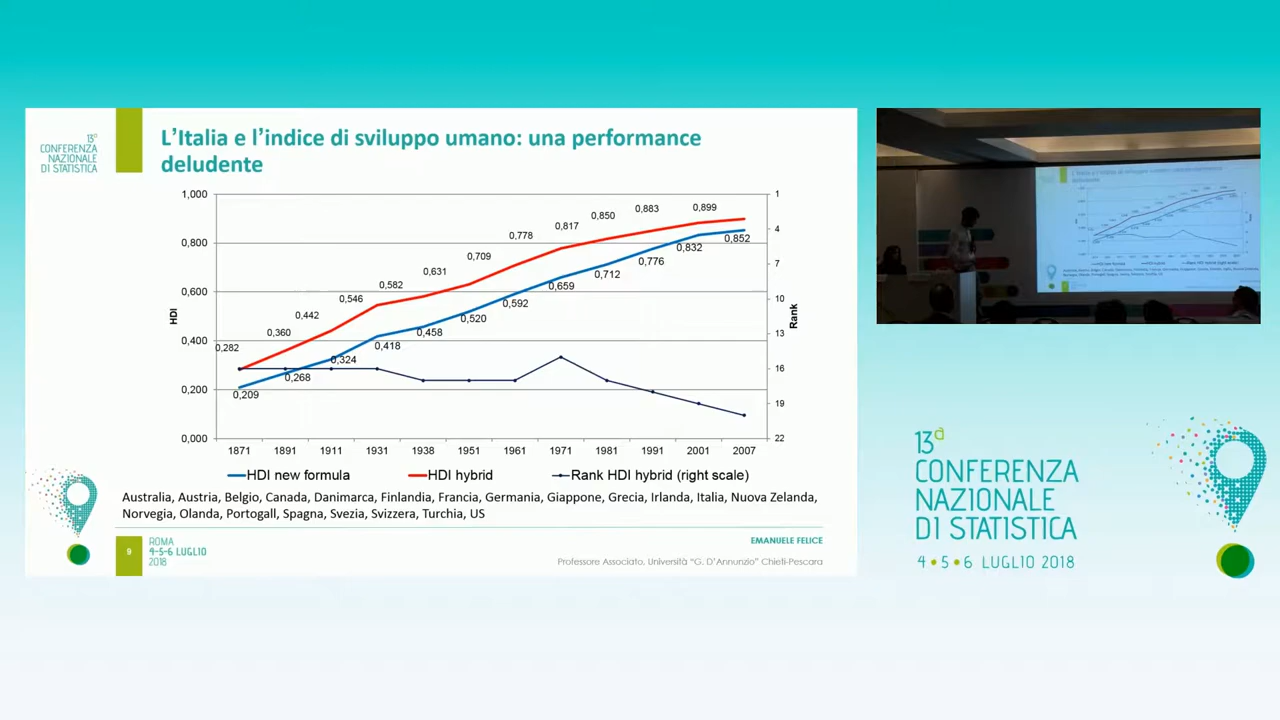 13ª
CONFERENZA
NAZIONALE
DI STATISTICA
L’Italia e l’indice di sviluppo umano: una performance
deludente
1,000
0,800
0,600
0,400
0,200
0,000
HDI
0,282
0,360
0,442
0,546
0,582
0,631
0,709
0,778
0,817
0,850
0,883
0,899
0,209
0,268
0,324
0,418
0,458
0,520
0,592
0,659
0,712
0,776
0,832
0,852
1
4
7
10
13
16
19
22
Rank
1871 1891 1911 1931 1938 1951 1961 1971 1981 1991 2001 2007
HDI new formula HDI hybrid Rank HDI hybrid (right scale)
Australia, Austria, Belgio, Canada, Danimarca, Finlandia, Francia, Germania, Giappone, Grecia, Irlanda, Italia, Nuova Zelanda,
Norvegia, Olanda, Portogall, Spagna, Svezia, Svizzera, Turchia, US
9
ROMA
4-5-6 LUGLIO
2018
EMANUELE FELICE
Professore Associato, Università “G. D’Annunzio” Chieti-Pescara
13ª
CONFERENZA
NAZIONALE
DI STATISTICA
4 • 5 • 6 LUGLIO 2018